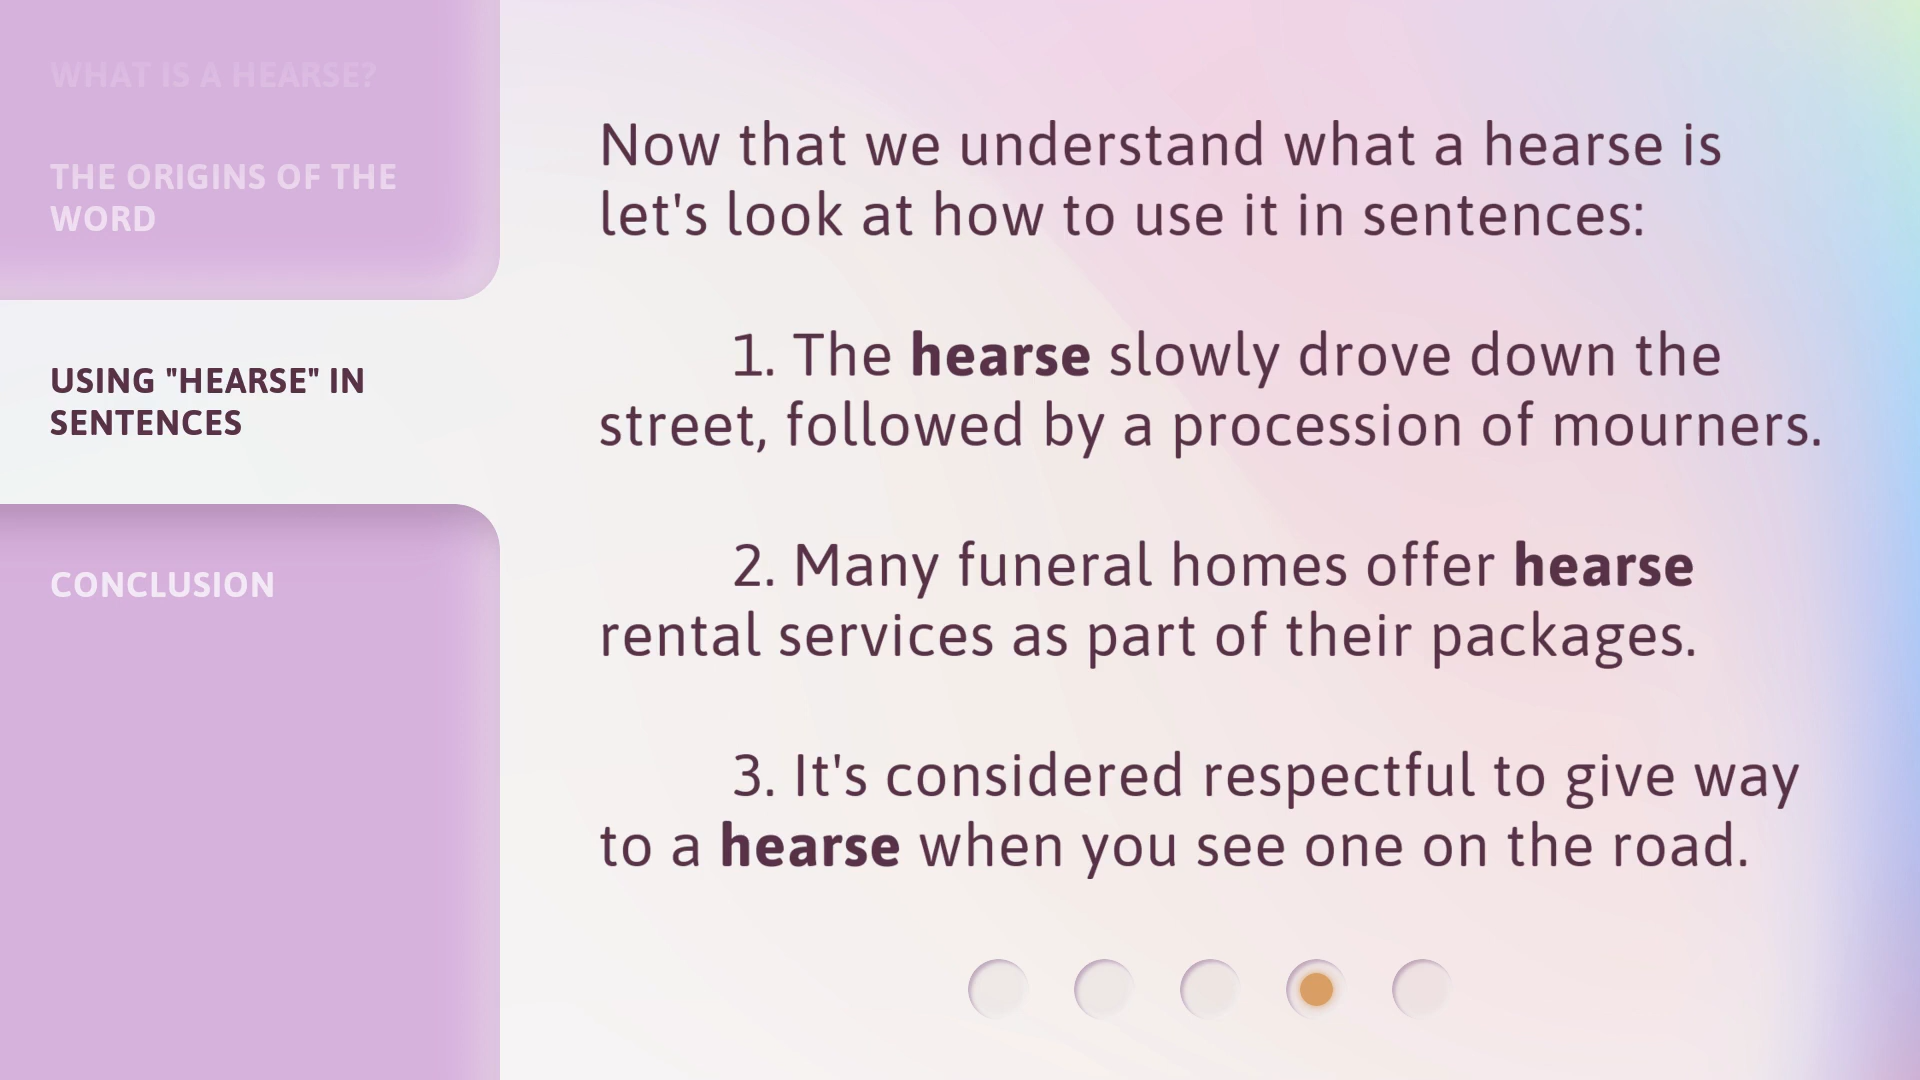 WHAT IS A HEARSE?
THE ORIGINS OF THE
WORD
USING "HEARSE" IN
SENTENCES
CONCLUSION
Now that we understand what a hearse is
let's look at how to use it in sentences:
1. The hearse slowly drove down the
street, followed by a procession of mourners.
2. Many funeral homes offer hearse
rental services as part of their packages.
3. It's considered respectful to give way
to a hearse when you see one on the road.